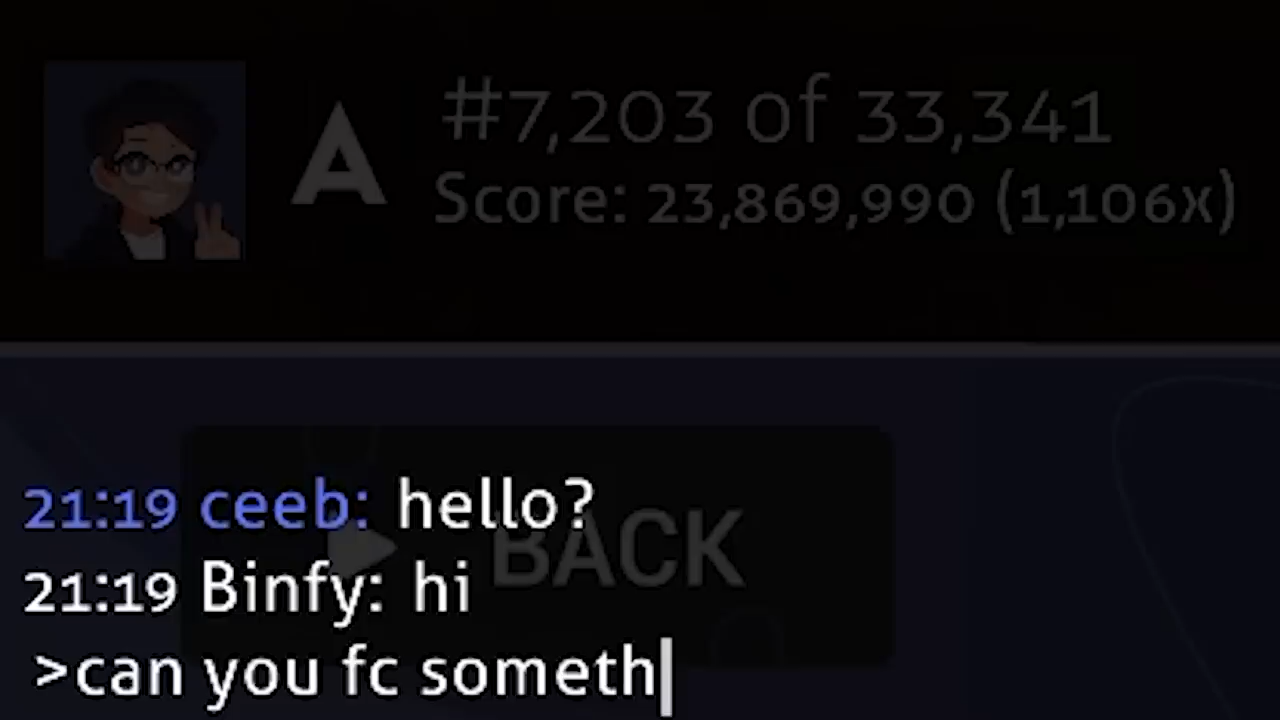 A
#7,203 of 33,341
Score: 23,869,990 (1,106x)
BACK
21:19 ceeb: hello?
21:19 Binfy: hi
>can you fc someth